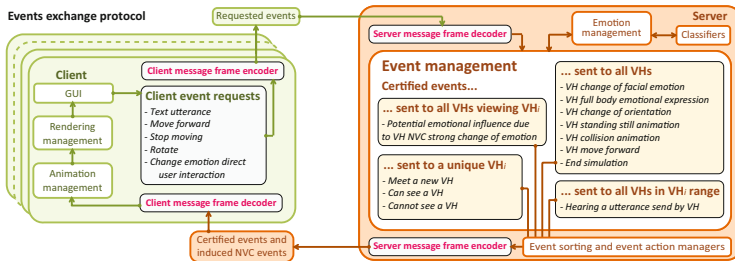 Events exchange protocol
Requested events
Server
Server message frame decoder
Emotion
management
Classifiers
Client
Client message frame encoder
GUI
Client event requests
- Text utterance
- Move forward
- Stop moving
- Rotate
- Change emotion direct
user interaction
Rendering
management
Animation
management
Client message frame decoder
Certified events and
induced NVC events
Event management
Certified events...
... sent to all VHs viewing VHi
- Potential emotional influence due
to VH NVC strong change of emotion
... sent to a unique VHi
- Meet a new VH
- Can see a VH
- Cannot see a VH
... sent to all VHs
- VH change of facial emotion
- VH full body emotional expression
- VH change of orientation
- VH standing still animation
- VH collision animation
- VH move forward
- End simulation
... sent to all VHs in VHi range
- Hearing a utterance send by VH
Server message frame encoder
Event sorting and event action managers